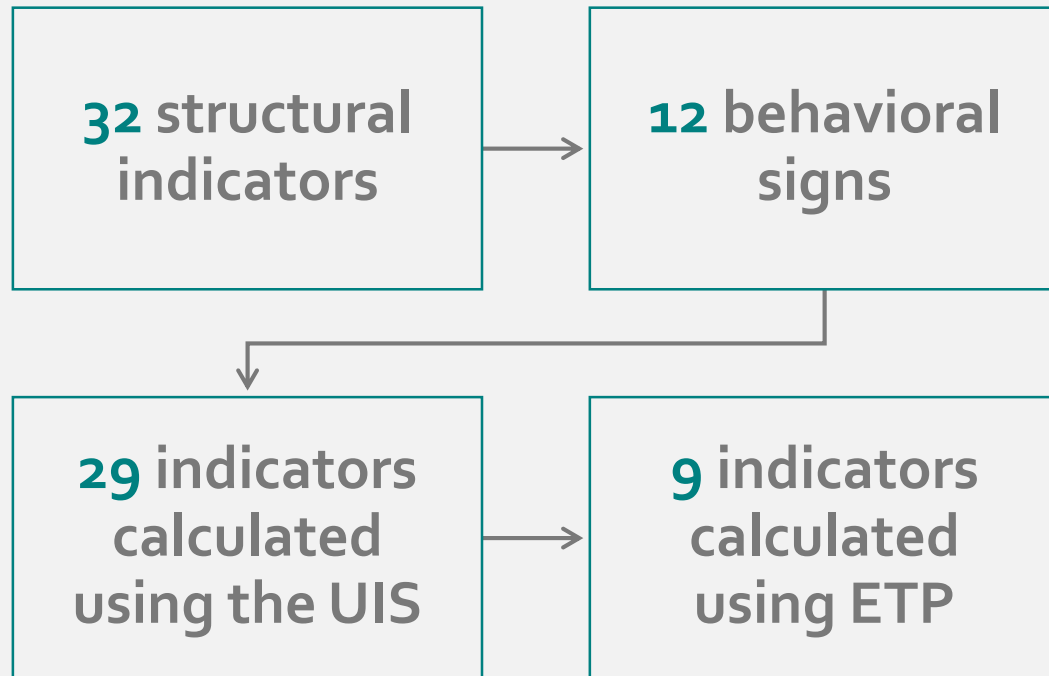 32 structural
indicators
12 behavioral
signs
29 indicators
calculated
using the UIS
9 indicators
calculated
using ETP